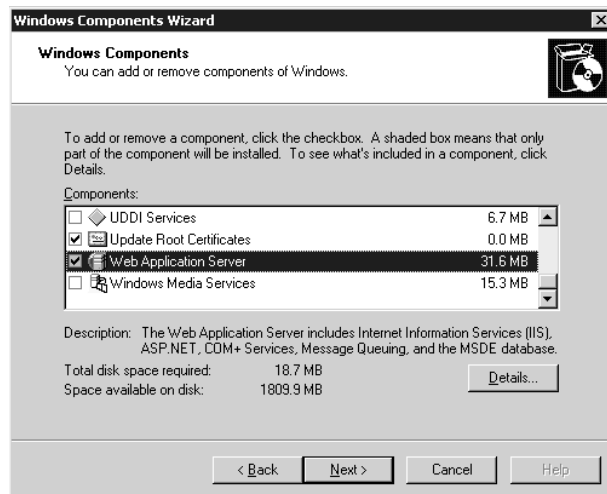 Windows Components Wizard
Windows Components
You can add or remove components of Windows.
To add or remove a component, click the checkbox. A shaded box means that only
part of the component will be installed. To see what's included in a component, click
Details.
Components:
UDDI Services 6.7 MB
Update Root Certificates 0.0 MB
Web Application Server 31.6 MB
Windows Media Services 15.3 MB
Description: The Web Application Server includes Internet Information Services (IIS),
ASP.NET, COM+ Services, Message Queuing, and the MSDE database.
Total disk space required: 18.7 MB
Space available on disk: 1809.9 MB
Details...
< Back Next > Cancel Help